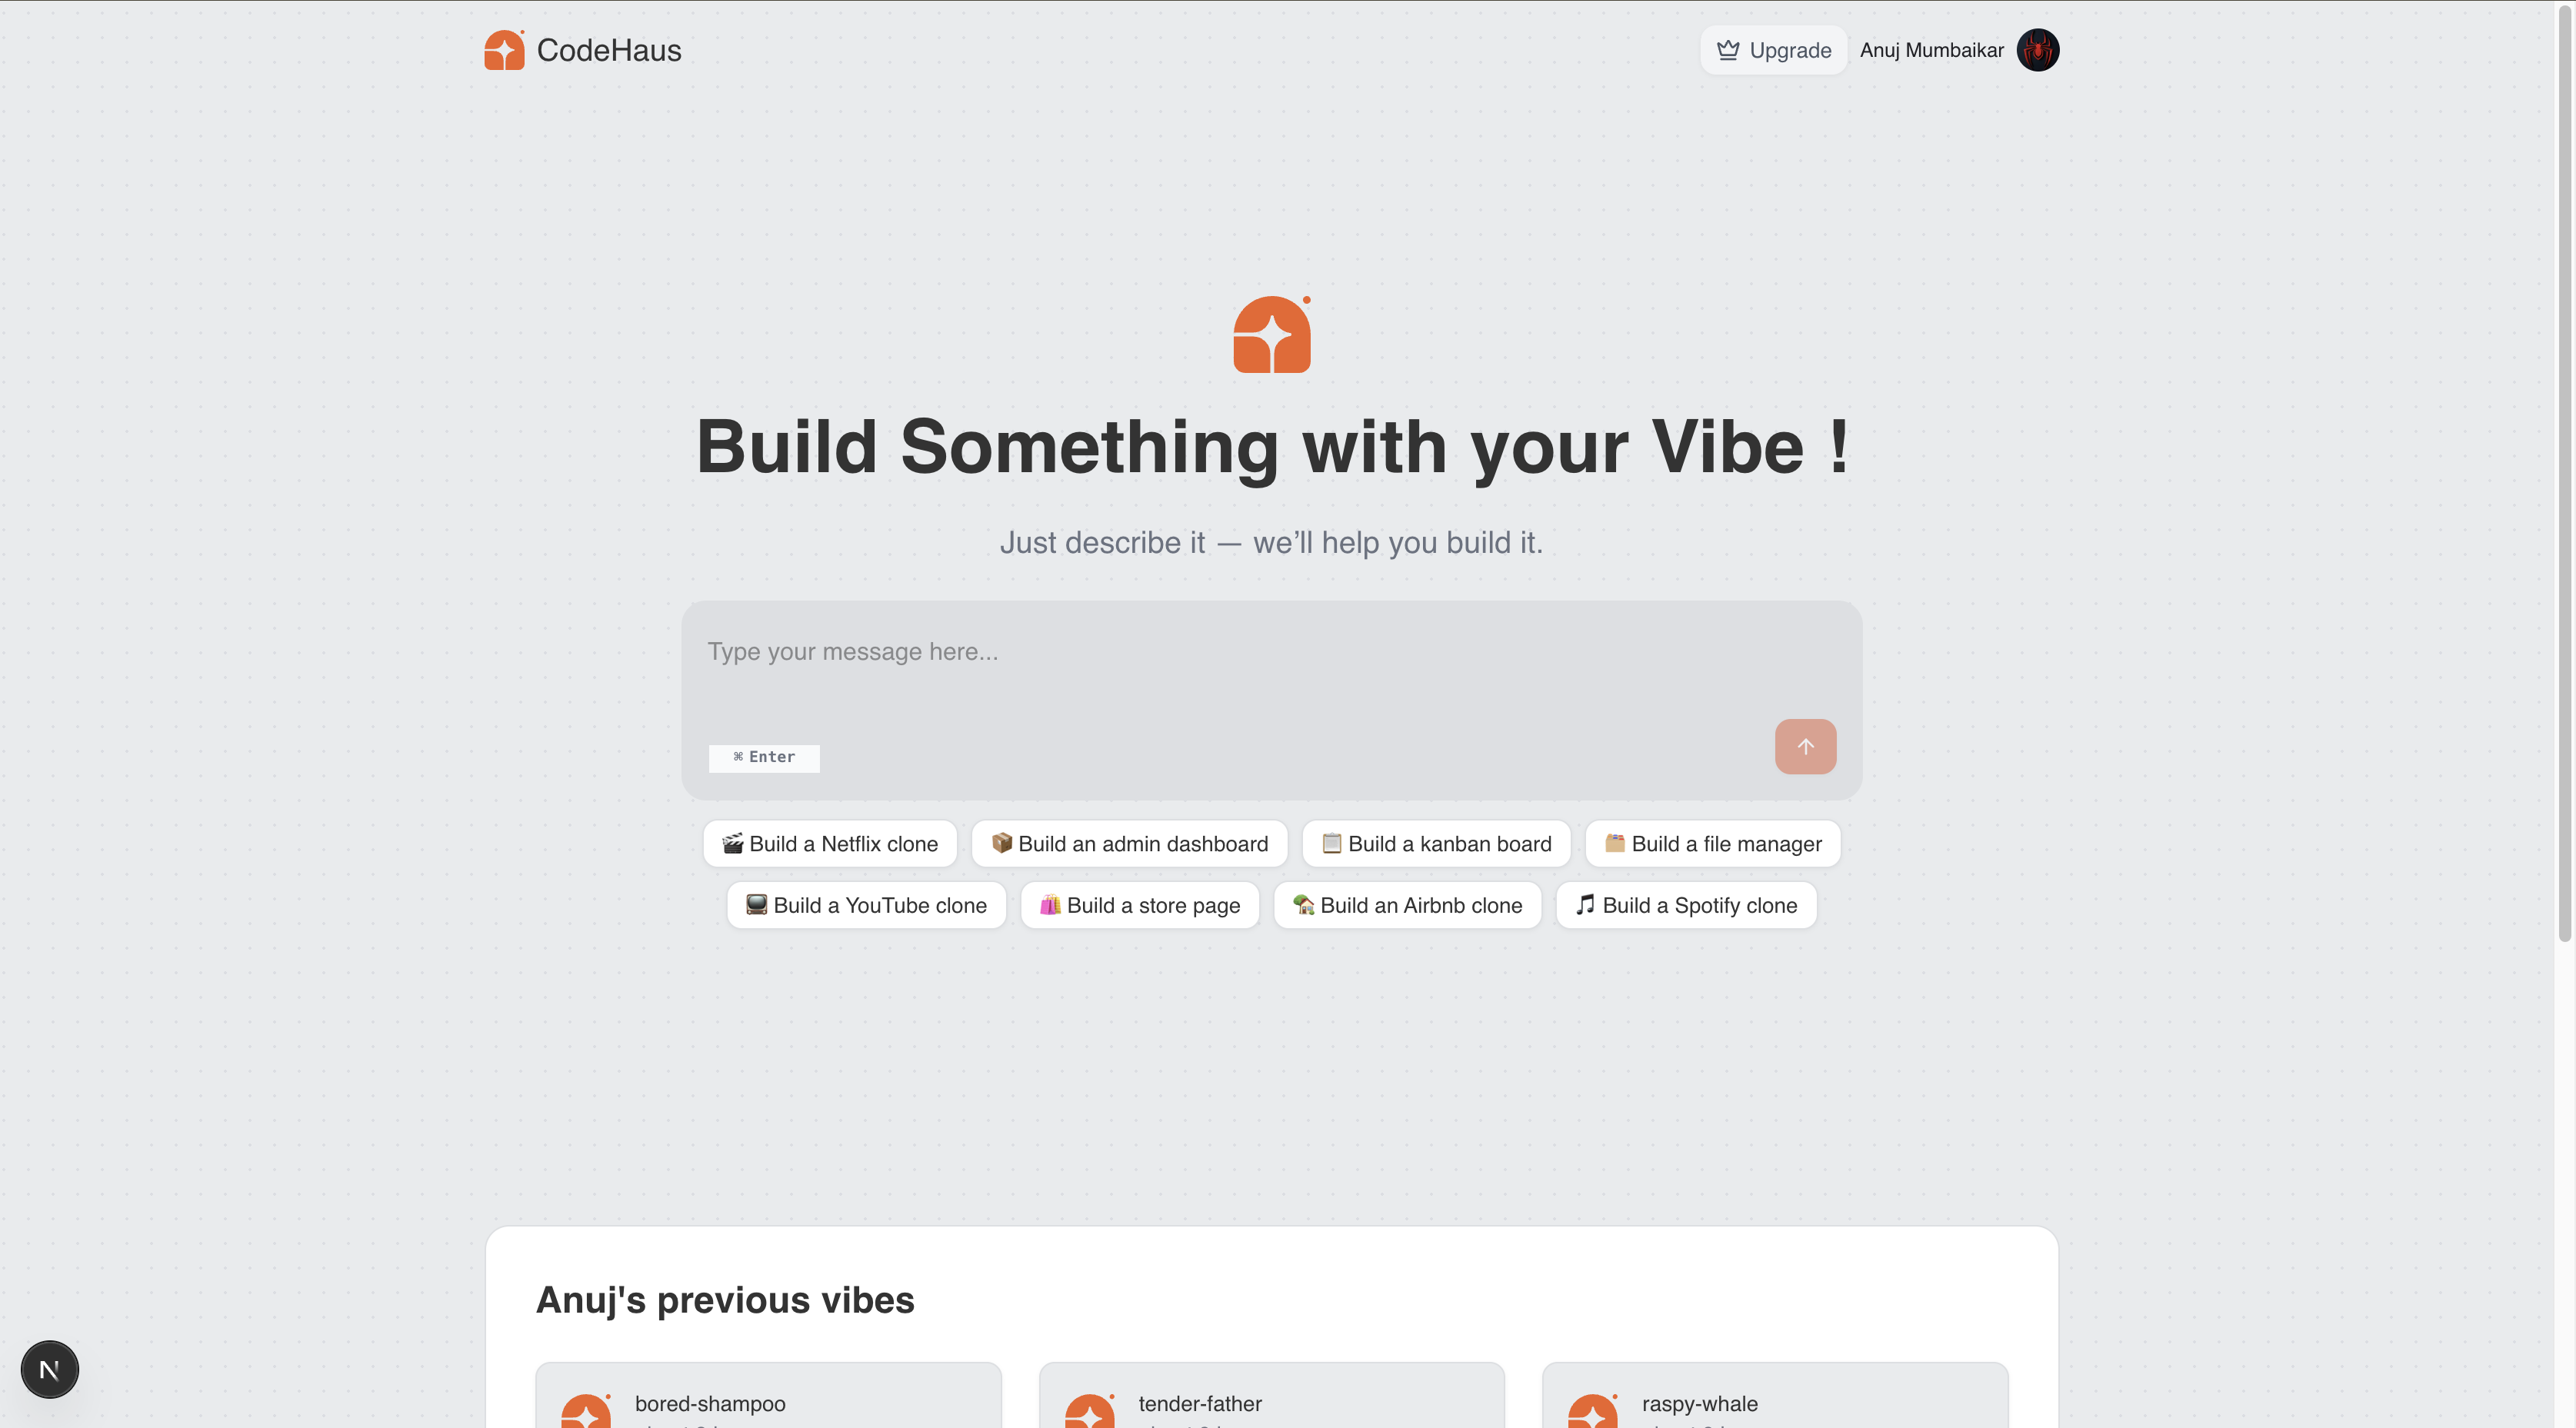 CodeHaus
Upgrade
Anuj Mumbaikar
Build Something with your Vibe !
Just describe it — we’ll help you build it.
Type your message here...
⌘ Enter
🎬 Build a Netflix clone
📦 Build an admin dashboard
📋 Build a kanban board
🗂️ Build a file manager
📺 Build a YouTube clone
🛍️ Build a store page
🏡 Build an Airbnb clone
🎵 Build a Spotify clone
Anuj's previous vibes
N
bored-shampoo
tender-father
raspy-whale